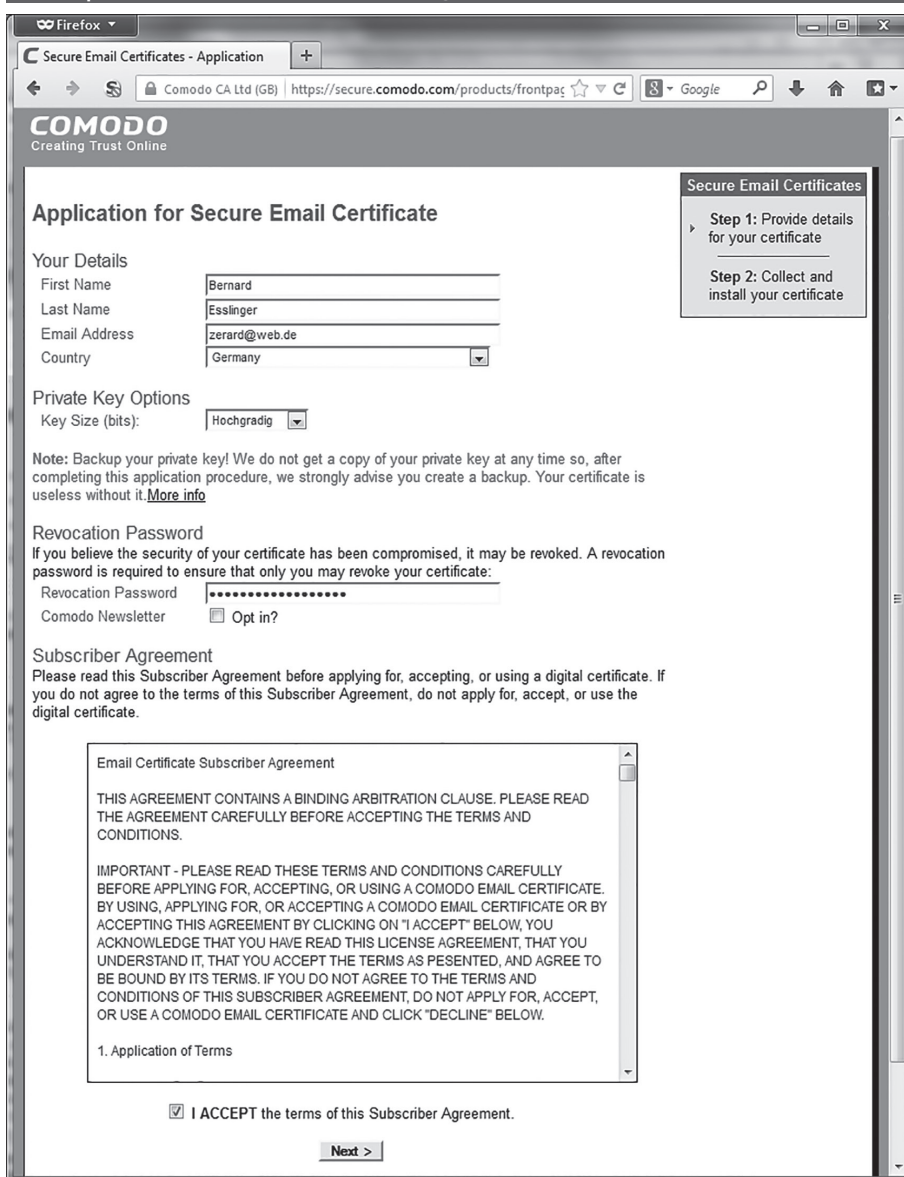 Firefox
Secure Email Certificates - Application
Comodo CA Ltd (GB) https://secure.comodo.com/products/frontpag
Google
COMODO
Creating Trust Online
Application for Secure Email Certificate
Your Details
First Name Bernard
Last Name Esslinger
Email Address zerard@web.de
Country Germany
Private Key Options
Key Size (bits): Hochgradig
Note: Backup your private key! We do not get a copy of your private key at any time so, after
completing this application procedure, we strongly advise you create a backup. Your certificate is
useless without it.More info
Revocation Password
If you believe the security of your certificate has been compromised, it may be revoked. A revocation
password is required to ensure that only you may revoke your certificate:
Revocation Password ••••••••••••••••••
Comodo Newsletter Opt in?
Subscriber Agreement
Please read this Subscriber Agreement before applying for, accepting, or using a digital certificate. If
you do not agree to the terms of this Subscriber Agreement, do not apply for, accept, or use the
digital certificate.
Email Certificate Subscriber Agreement
THIS AGREEMENT CONTAINS A BINDING ARBITRATION CLAUSE. PLEASE READ
THE AGREEMENT CAREFULLY BEFORE ACCEPTING THE TERMS AND
CONDITIONS.
IMPORTANT - PLEASE READ THESE TERMS AND CONDITIONS CAREFULLY
BEFORE APPLYING FOR, ACCEPTING, OR USING A COMODO EMAIL CERTIFICATE.
BY USING, APPLYING FOR, OR ACCEPTING A COMODO EMAIL CERTIFICATE OR BY
ACCEPTING THIS AGREEMENT BY CLICKING ON "I ACCEPT" BELOW, YOU
ACKNOWLEDGE THAT YOU HAVE READ THIS LICENSE AGREEMENT, THAT YOU
UNDERSTAND IT, THAT YOU ACCEPT THE TERMS AS PESENTED, AND AGREE TO
BE BOUND BY ITS TERMS. IF YOU DO NOT AGREE TO THE TERMS AND
CONDITIONS OF THIS SUBSCRIBER AGREEMENT, DO NOT APPLY FOR, ACCEPT,
OR USE A COMODO EMAIL CERTIFICATE AND CLICK "DECLINE" BELOW.
1. Application of Terms
I ACCEPT the terms of this Subscriber Agreement.
Next >
Secure Email Certificates
Step 1: Provide details
for your certificate
Step 2: Collect and
install your certificate